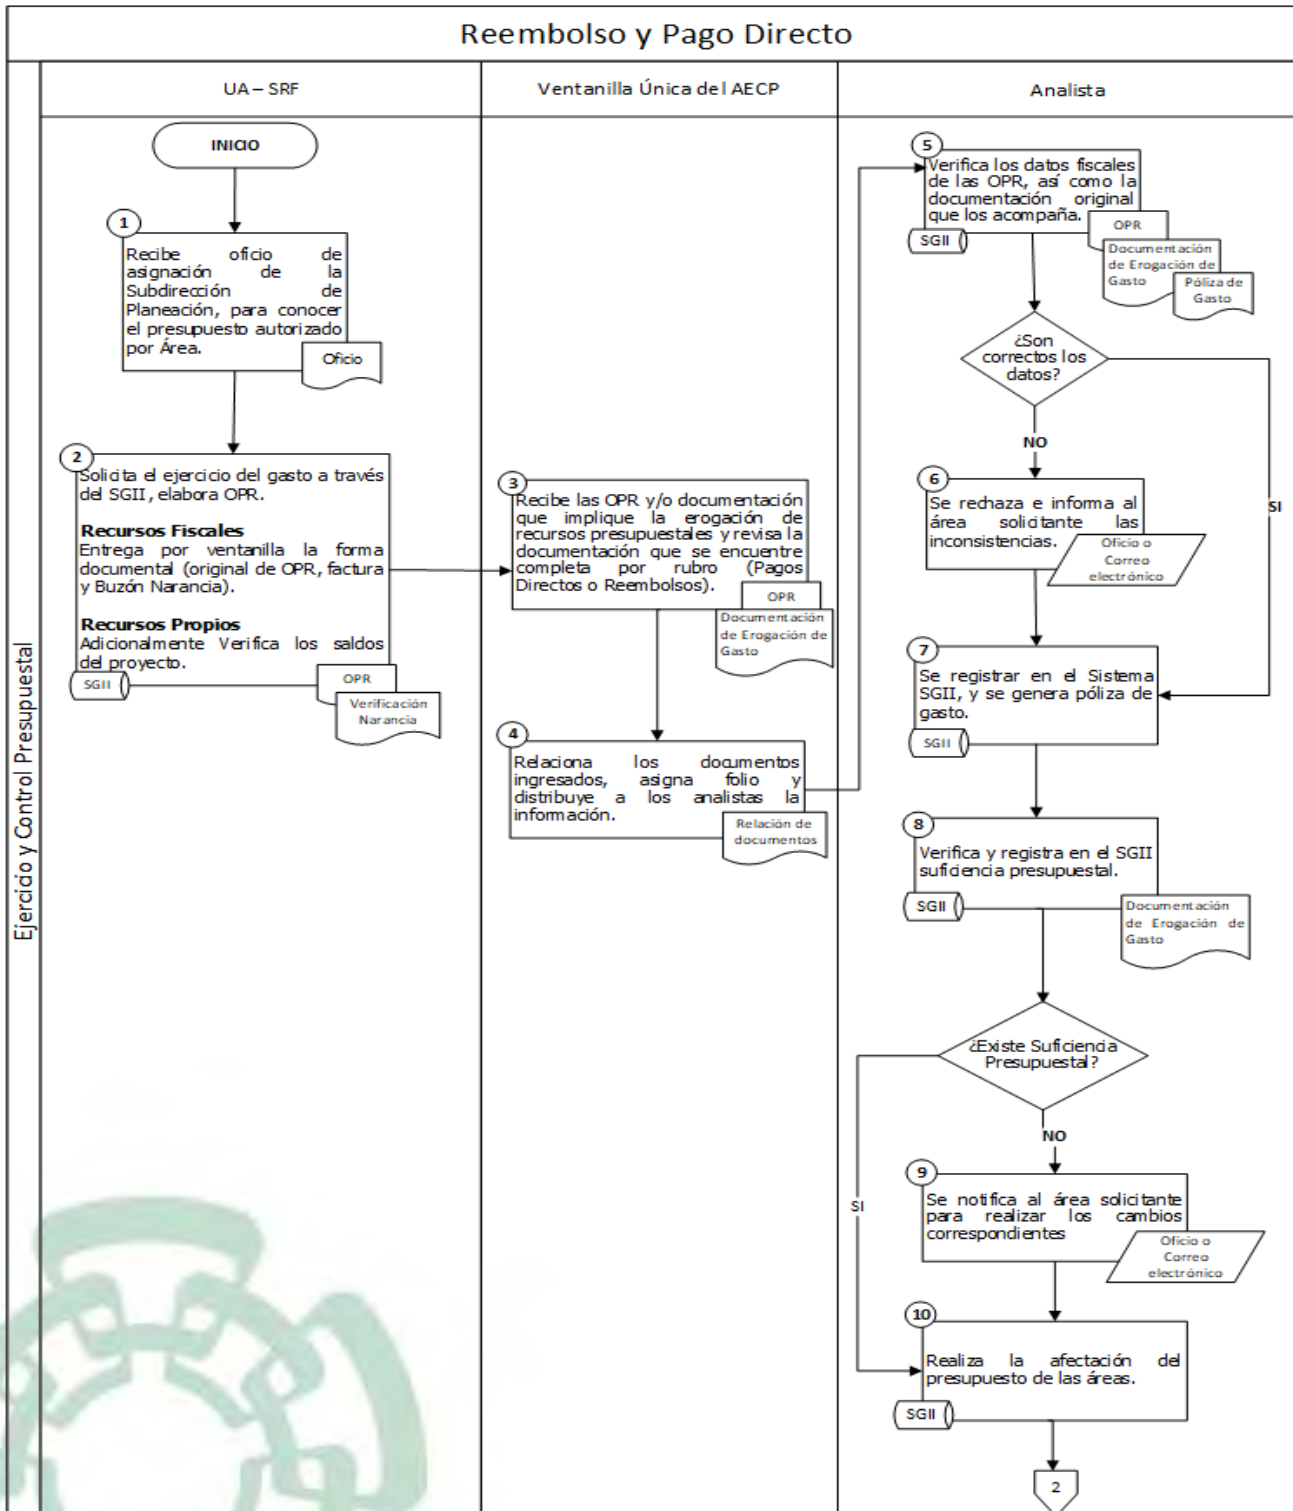 Reembolso y Pago Directo
Ejercicio y Control Presupuestal
UA – SRF
Ventanilla Única del AECP
Analista
INICIO
1
Recibe oficio de
asignación de la
Subdirección de
Planeación, para conocer
el presupuesto autorizado
por Área.
Oficio
2
Solicita el ejercicio del gasto a través
del SGII, elabora OPR.
Recursos Fiscales
Entrega por ventanilla la forma
documental (original de OPR, factura
y Buzón Narancia).
Recursos Propios
Adicionalmente Verifica los saldos
del proyecto.
SGII
OPR
Verificación
Narancia
3
Recibe las OPR y/o documentación
que implique la erogación de
recursos presupuestales y revisa la
documentación que se encuentre
completa por rubro (Pagos
Directos o Reembolsos).
OPR
Documentación
de Erogación de
Gasto
4
Relaciona los documentos
ingresados, asigna folio y
distribuye a los analistas la
información.
Relación de
documentos
5
Verifica los datos fiscales
de las OPR, así como la
documentación original
que los acompaña.
SGII
OPR
Documentación
de Erogación de
Gasto
Póliza de
Gasto
¿Son
correctos los
datos?
NO
SI
6
Se rechaza e informa al
área solicitante las
inconsistencias.
Oficio o
Correo
electrónico
7
Se registrar en el Sistema
SGII, y se genera póliza de
gasto.
SGII
8
Verifica y registra en el SGII
suficiencia presupuestal.
SGII
Documentación
de Erogación de
Gasto
¿Existe Suficiencia
Presupuestal?
NO
SI
9
Se notifica al área solicitante
para realizar los cambios
correspondientes
Oficio o
Correo
electrónico
10
Realiza la afectación del
presupuesto de las áreas.
SGII
2